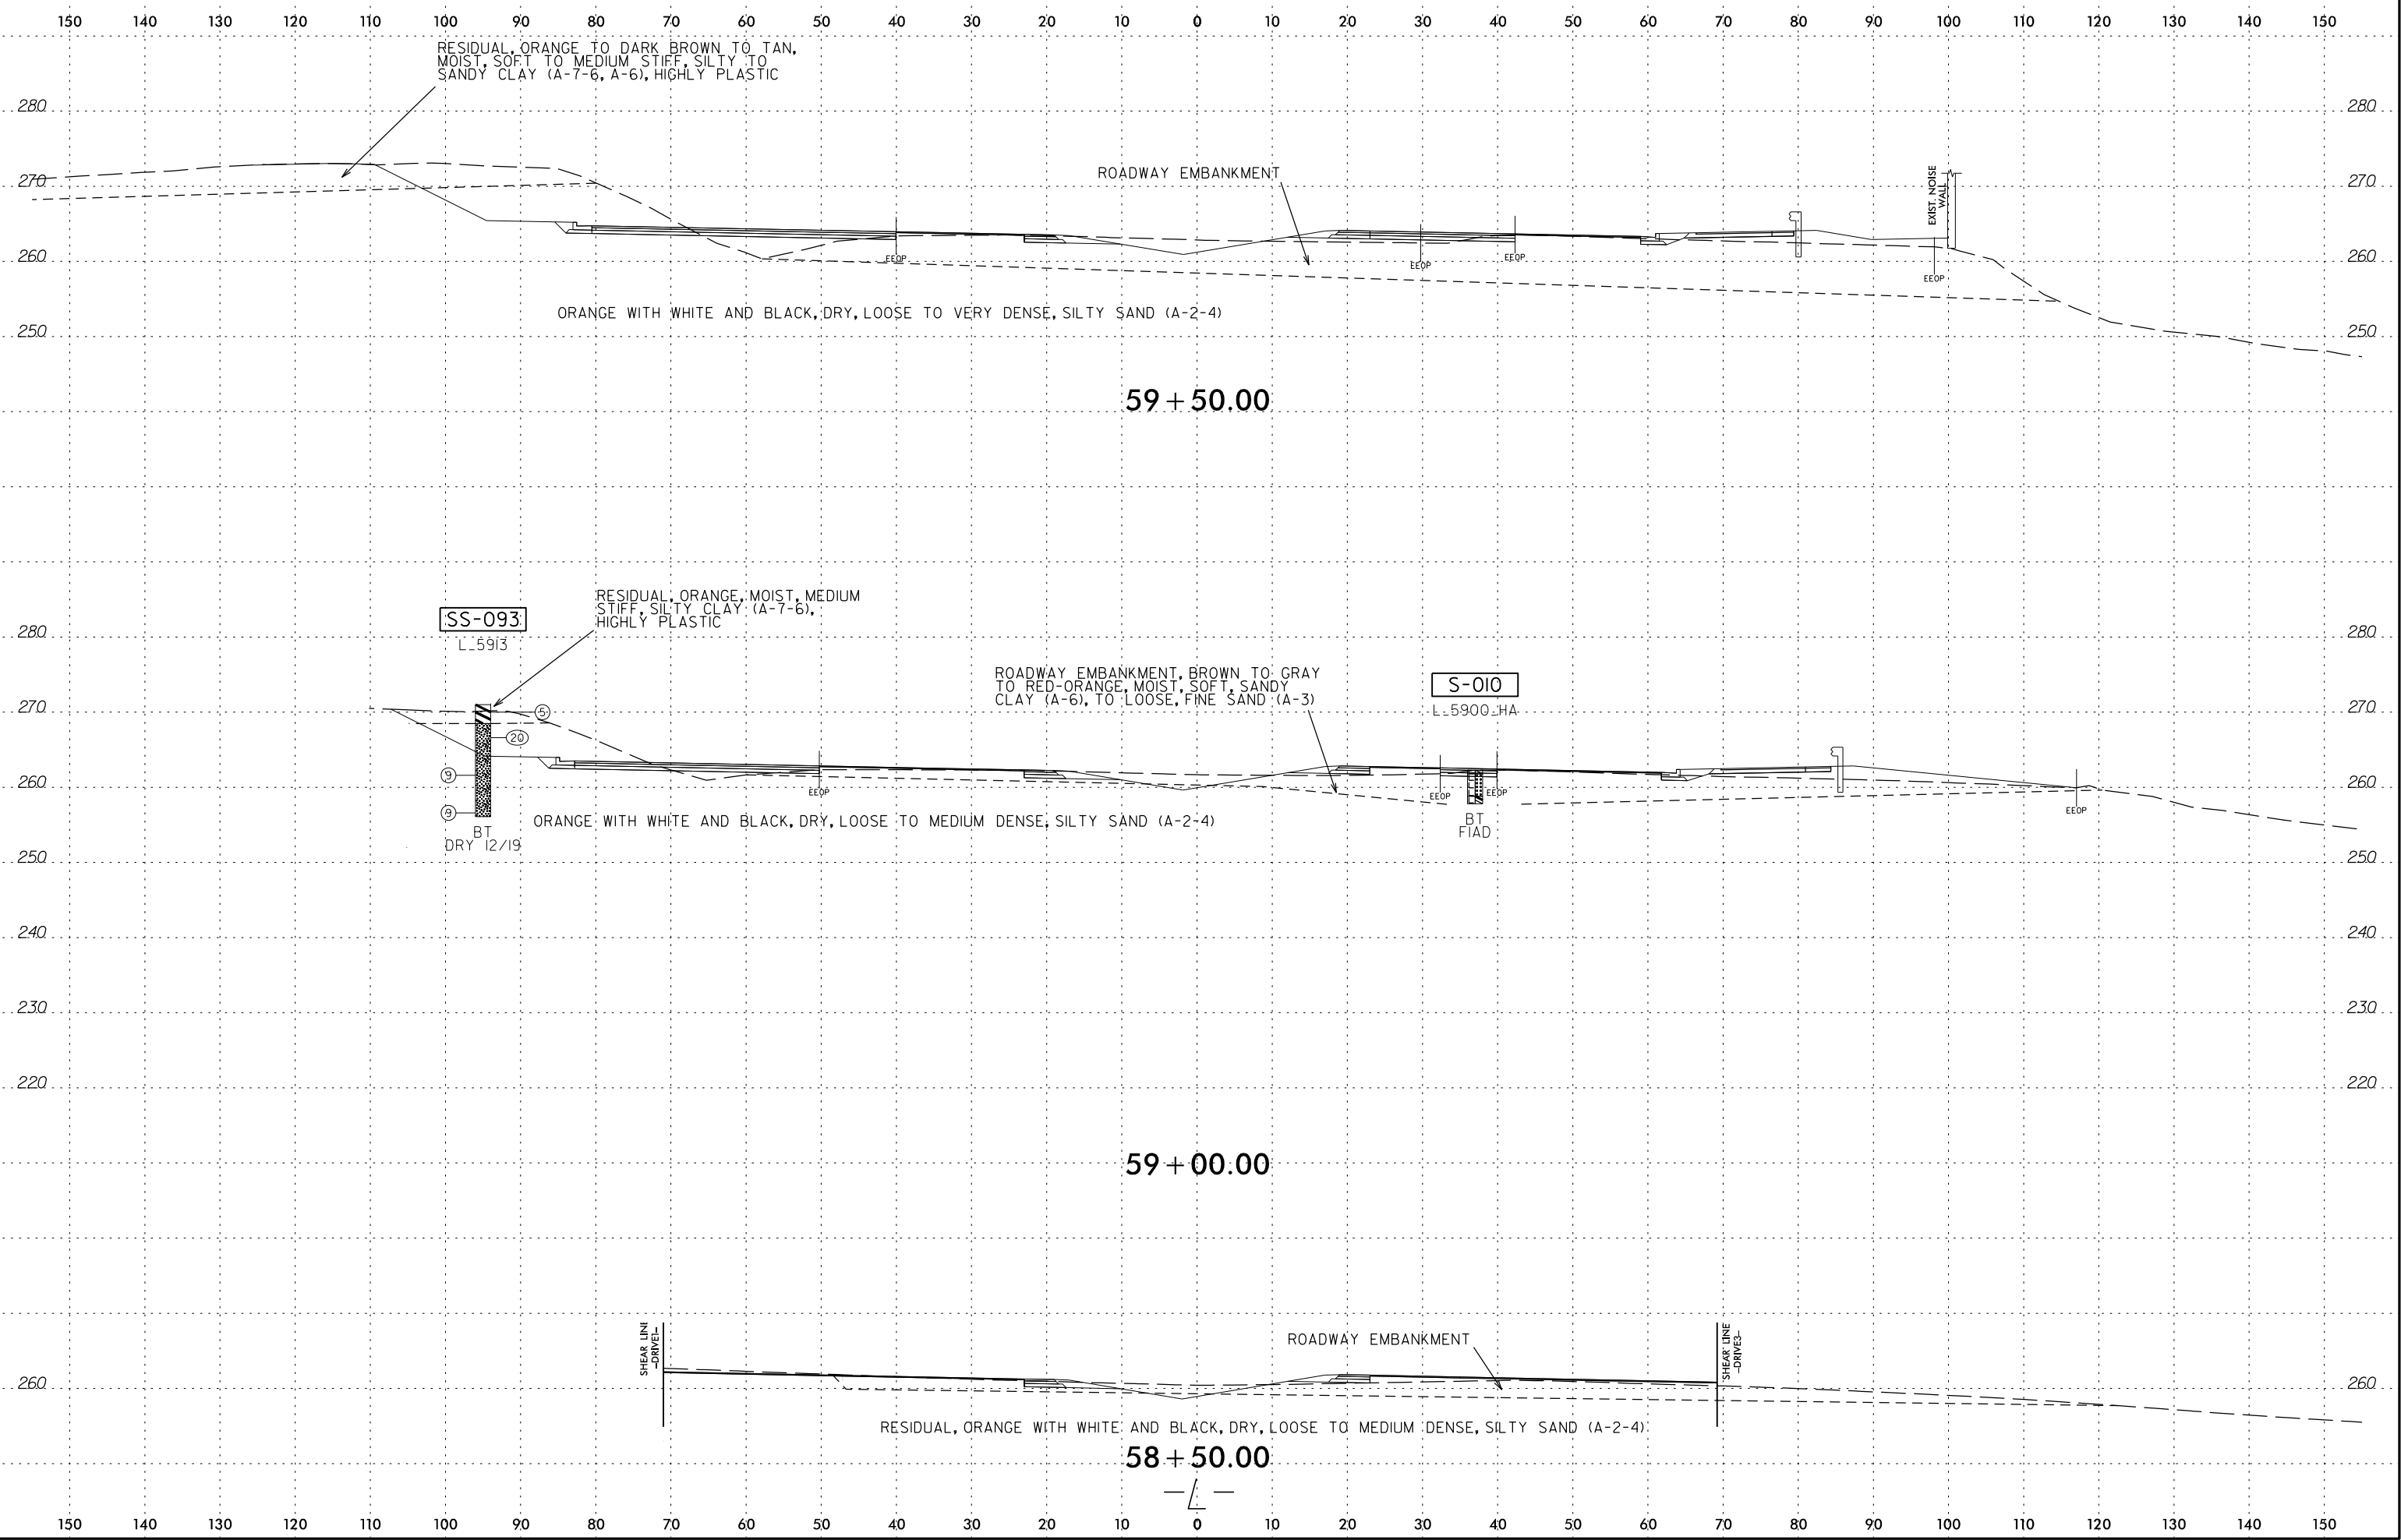 150 140 130 120 110 100 90 80 70 60 50 40 30 20 10 0 10 20 30 40 50 60 70 80 90 100 110 120 130 140 150
RESIDUAL, ORANGE TO DARK BROWN TO TAN,
MOIST, SOFT TO MEDIUM STIFF, SILTY TO
SANDY CLAY (A-7-6, A-6), HIGHLY PLASTIC
280 280
ROADWAY EMBANKMENT
EXIST. NOISE
WALL
270 270
260 260
EEOP EEOP EEOP EEOP
ORANGE WITH WHITE AND BLACK, DRY, LOOSE TO VERY DENSE, SILTY SAND (A-2-4)
250 250
59+50.00
RESIDUAL, ORANGE, MOIST, MEDIUM
STIFF, SILTY CLAY (A-7-6),
HIGHLY PLASTIC
SS-093
L_5913
280 280
ROADWAY EMBANKMENT, BROWN TO GRAY
TO RED-ORANGE, MOIST, SOFT, SANDY
CLAY (A-6), TO LOOSE, FINE SAND (A-3)
S-010
L_5900_HA
270 270
5
20
9
260 260
EEOP EEOP EEOP EEOP
9
ORANGE WITH WHITE AND BLACK, DRY, LOOSE TO MEDIUM DENSE, SILTY SAND (A-2-4)
BT
DRY 12/19
BT
FIAD
250 250
240 240
230 230
220 220
59+00.00
SHEAR LINE
-DRIVE1-
ROADWAY EMBANKMENT
SHEAR LINE
-DRIVE3-
260 260
RESIDUAL, ORANGE WITH WHITE AND BLACK, DRY, LOOSE TO MEDIUM DENSE, SILTY SAND (A-2-4)
58+50.00
-L-
150 140 130 120 110 100 90 80 70 60 50 40 30 20 10 0 10 20 30 40 50 60 70 80 90 100 110 120 130 140 150